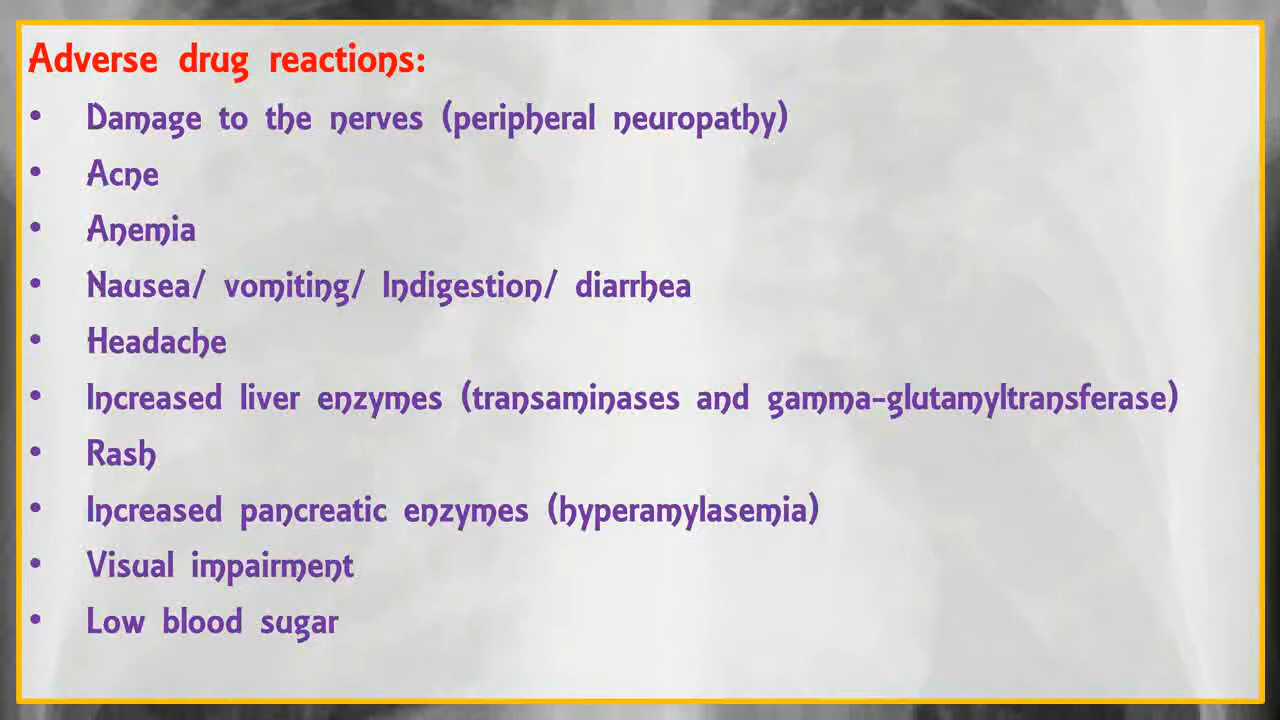 Adverse drug reactions:
• Damage to the nerves (peripheral neuropathy)
• Acne
• Anemia
• Nausea/ vomiting/ Indigestion/ diarrhea
• Headache
• Increased liver enzymes (transaminases and gamma-glutamyltransferase)
• Rash
• Increased pancreatic enzymes (hyperamylasemia)
• Visual impairment
• Low blood sugar